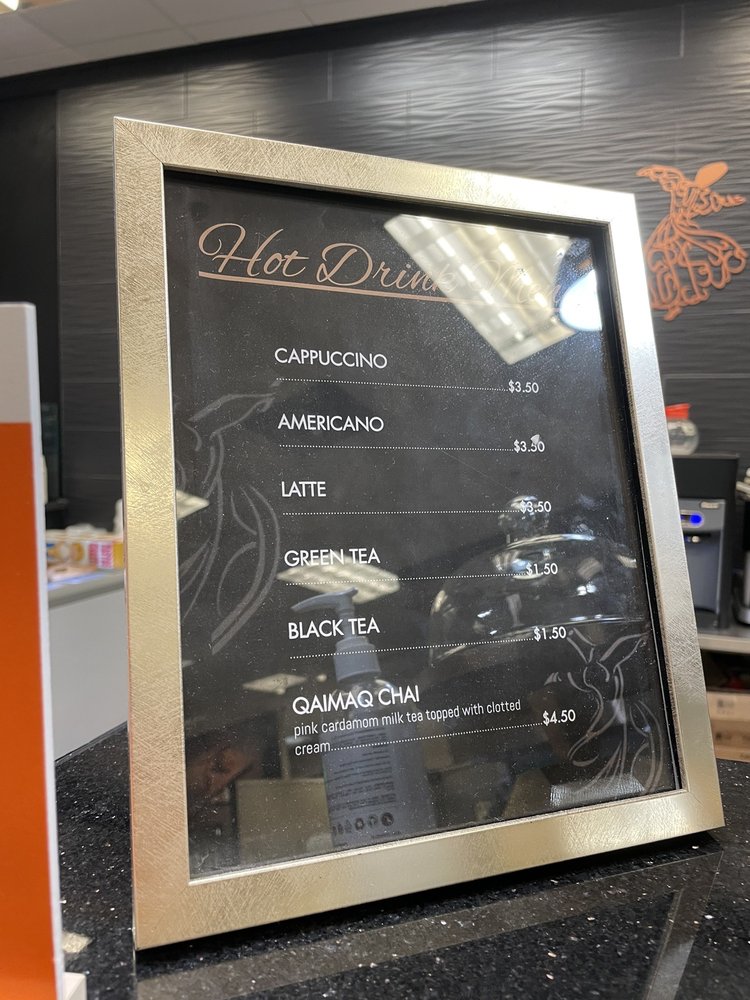 Hot Drink Menu
CAPPUCCINO
$3.50
AMERICANO
$3.50
LATTE
$3.50
GREEN TEA
$1.50
BLACK TEA
$1.50
QAIMAQ CHAI
pink cardamom milk tea topped with clotted
cream
$4.50